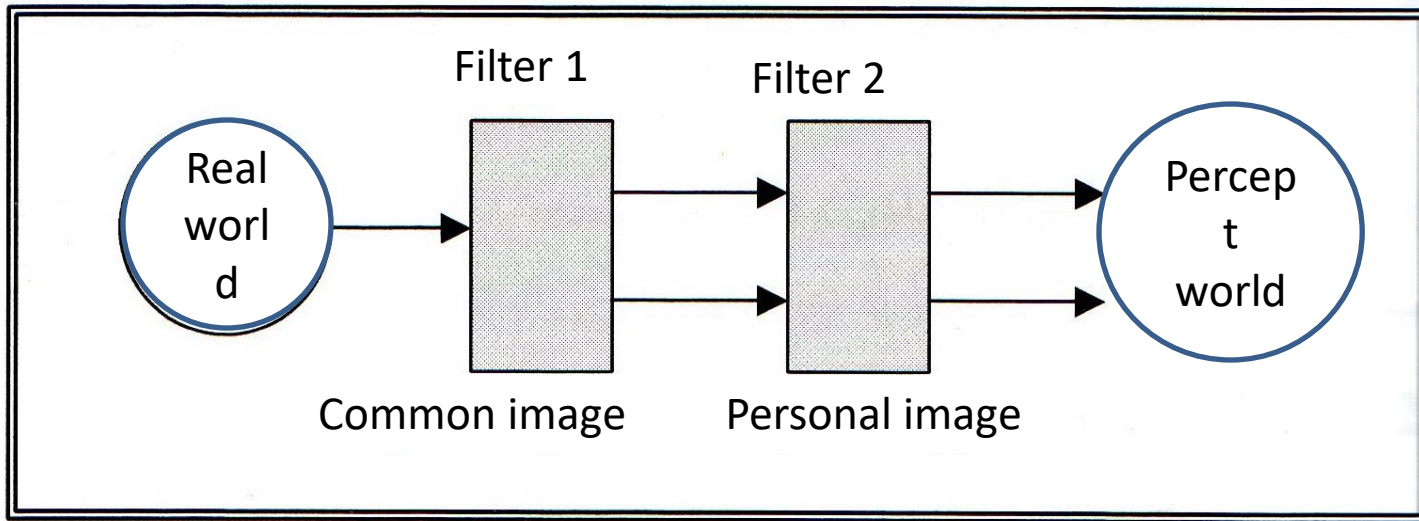 Filter 1
Filter 2
Real
worl
d
Percep
t
world
Common image
Personal image